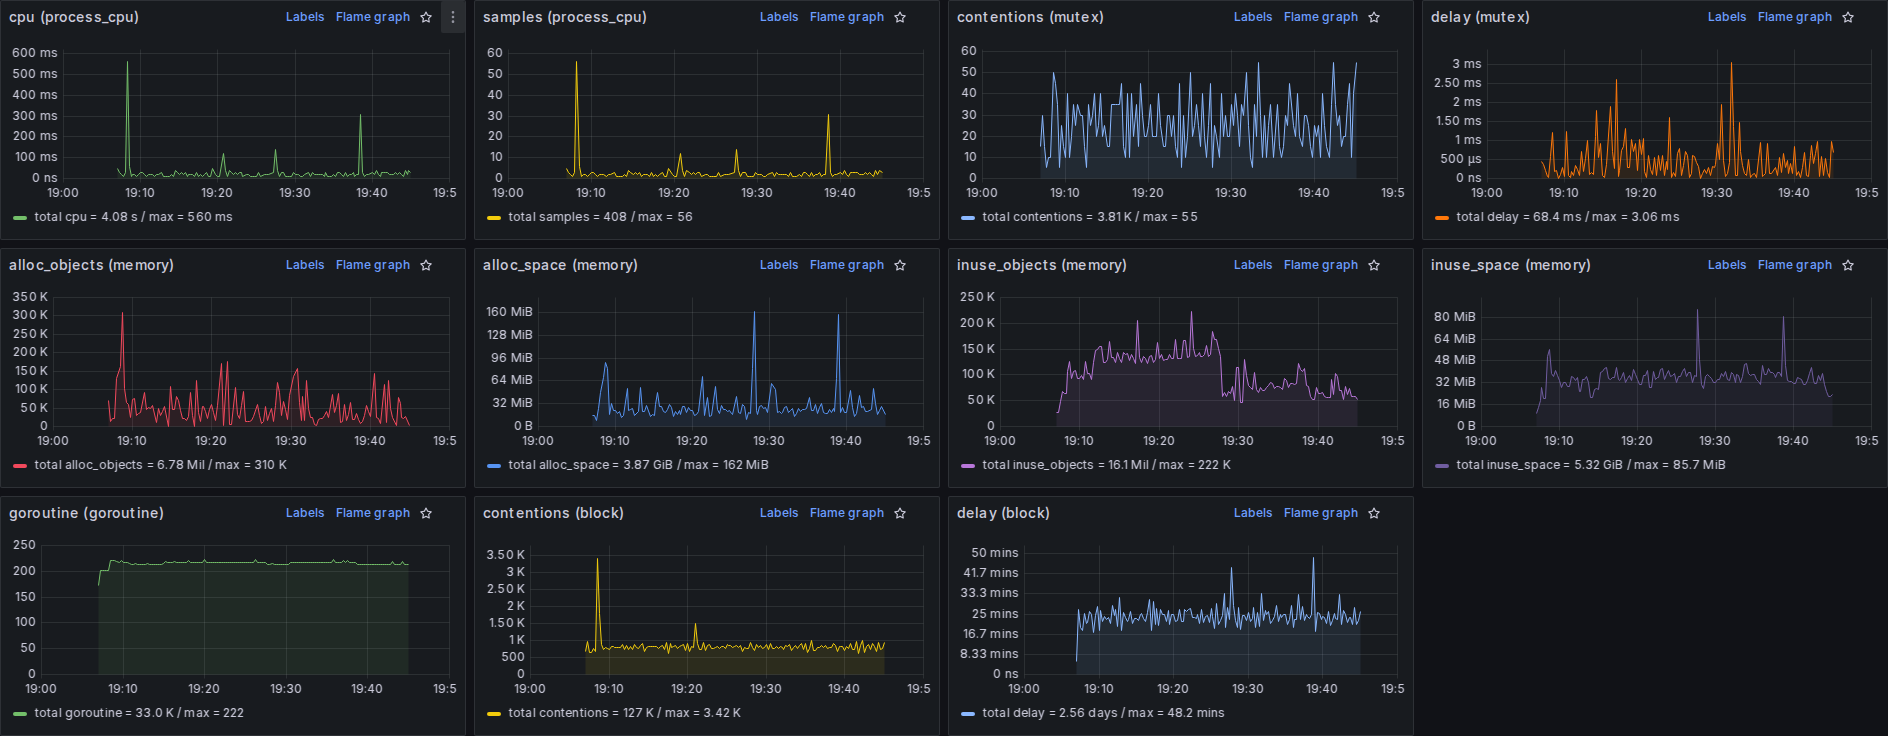 cpu (process_cpu) Labels Flame graph
600 ms
500 ms
400 ms
300 ms
200 ms
100 ms
0 ns
19:00 19:10 19:20 19:30 19:40 19:5
total cpu = 4.08 s / max = 560 ms
samples (process_cpu) Labels Flame graph
60
50
40
30
20
10
0
19:00 19:10 19:20 19:30 19:40 19:5
total samples = 408 / max = 56
contentions (mutex) Labels Flame graph
60
50
40
30
20
10
0
19:00 19:10 19:20 19:30 19:40 19:5
total contentions = 3.81 K / max = 55
delay (mutex) Labels Flame graph
3 ms
2.50 ms
2 ms
1.50 ms
1 ms
500 µs
0 ns
19:00 19:10 19:20 19:30 19:40 19:5
total delay = 68.4 ms / max = 3.06 ms
alloc_objects (memory) Labels Flame graph
350 K
300 K
250 K
200 K
150 K
100 K
50 K
0
19:00 19:10 19:20 19:30 19:40 19:5
total alloc_objects = 6.78 Mil / max = 310 K
alloc_space (memory) Labels Flame graph
160 MiB
128 MiB
96 MiB
64 MiB
32 MiB
0 B
19:00 19:10 19:20 19:30 19:40 19:5
total alloc_space = 3.87 GiB / max = 162 MiB
inuse_objects (memory) Labels Flame graph
250 K
200 K
150 K
100 K
50 K
0
19:00 19:10 19:20 19:30 19:40 19:5
total inuse_objects = 16.1 Mil / max = 222 K
inuse_space (memory) Labels Flame graph
80 MiB
64 MiB
48 MiB
32 MiB
16 MiB
0 B
19:00 19:10 19:20 19:30 19:40 19:5
total inuse_space = 5.32 GiB / max = 85.7 MiB
goroutine (goroutine) Labels Flame graph
250
200
150
100
50
0
19:00 19:10 19:20 19:30 19:40 19:5
total goroutine = 33.0 K / max = 222
contentions (block) Labels Flame graph
3.50 K
3 K
2.50 K
2 K
1.50 K
1 K
500
0
19:00 19:10 19:20 19:30 19:40 19:5
total contentions = 127 K / max = 3.42 K
delay (block) Labels Flame graph
50 mins
41.7 mins
33.3 mins
25 mins
16.7 mins
8.33 mins
0 ns
19:00 19:10 19:20 19:30 19:40 19:5
total delay = 2.56 days / max = 48.2 mins